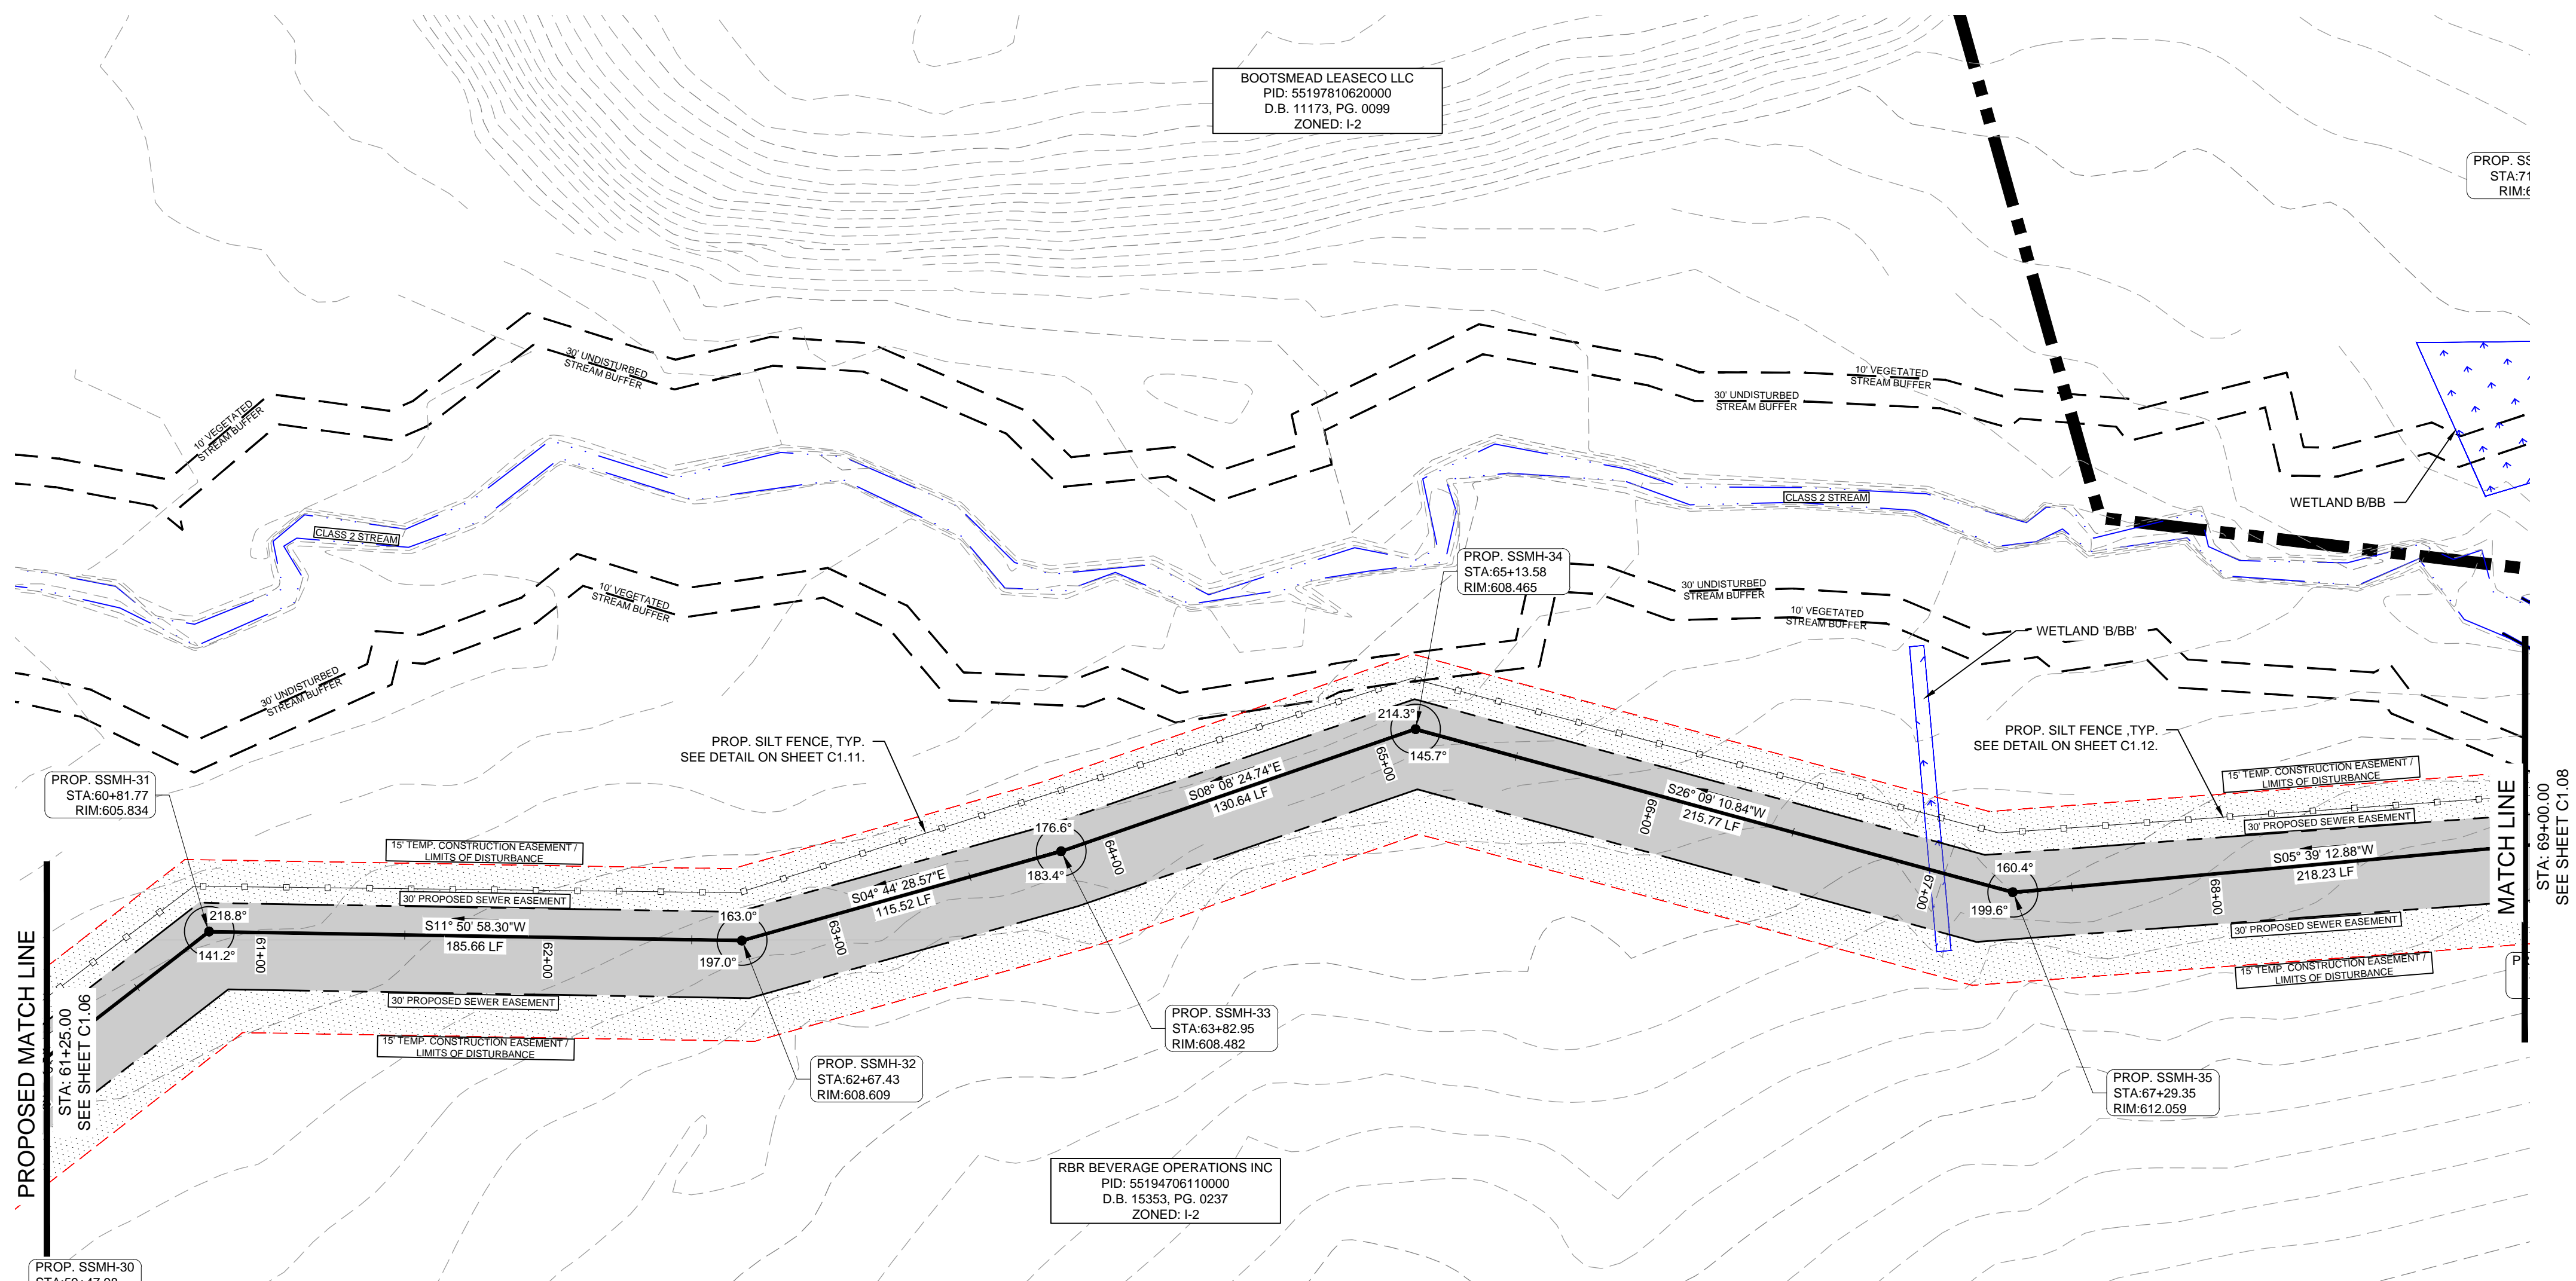 BOOTSMEAD LEASECO LLC
PID: 55197810620000
D.B. 11173, PG. 0099
ZONED: I-2
PROP. SS
STA:71
RIM:6
30' UNDISTURBED
STREAM BUFFER
10' VEGETATED
STREAM BUFFER
10' VEGETATED
STREAM BUFFER
30' UNDISTURBED
STREAM BUFFER
WETLAND B/BB
CLASS 2 STREAM
CLASS 2 STREAM
PROP. SSMH-34
STA:65+13.58
RIM:608.465
10' VEGETATED
STREAM BUFFER
30' UNDISTURBED
STREAM BUFFER
10' VEGETATED
STREAM BUFFER
WETLAND 'B/BB'
30' UNDISTURBED
STREAM BUFFER
PROP. SILT FENCE, TYP.
SEE DETAIL ON SHEET C1.11.
PROP. SILT FENCE ,TYP.
SEE DETAIL ON SHEET C1.12.
PROP. SSMH-31
STA:60+81.77
RIM:605.834
15' TEMP. CONSTRUCTION EASEMENT /
LIMITS OF DISTURBANCE
30' PROPOSED SEWER EASEMENT
218.8°
141.2°
61+00
S11° 50' 58.30"W
185.66 LF
62+00
163.0°
197.0°
63+00
S04° 44' 28.57"E
115.52 LF
176.6°
183.4°
64+00
S08° 08' 24.74"E
130.64 LF
65+00
214.3°
145.7°
66+00
S26° 09' 10.84"W
215.77 LF
67+00
160.4°
199.6°
68+00
S05° 39' 12.88"W
218.23 LF
15' TEMP. CONSTRUCTION EASEMENT /
LIMITS OF DISTURBANCE
30' PROPOSED SEWER EASEMENT
30' PROPOSED SEWER EASEMENT
15' TEMP. CONSTRUCTION EASEMENT /
LIMITS OF DISTURBANCE
MATCH LINE
STA: 69+00.00
SEE SHEET C1.08
30' PROPOSED SEWER EASEMENT
15' TEMP. CONSTRUCTION EASEMENT /
LIMITS OF DISTURBANCE
PROPOSED MATCH LINE
STA: 61+25.00
SEE SHEET C1.06
PROP. SSMH-33
STA:63+82.95
RIM:608.482
PROP. SSMH-32
STA:62+67.43
RIM:608.609
PROP. SSMH-35
STA:67+29.35
RIM:612.059
RBR BEVERAGE OPERATIONS INC
PID: 55194706110000
D.B. 15353, PG. 0237
ZONED: I-2
PROP. SSMH-30